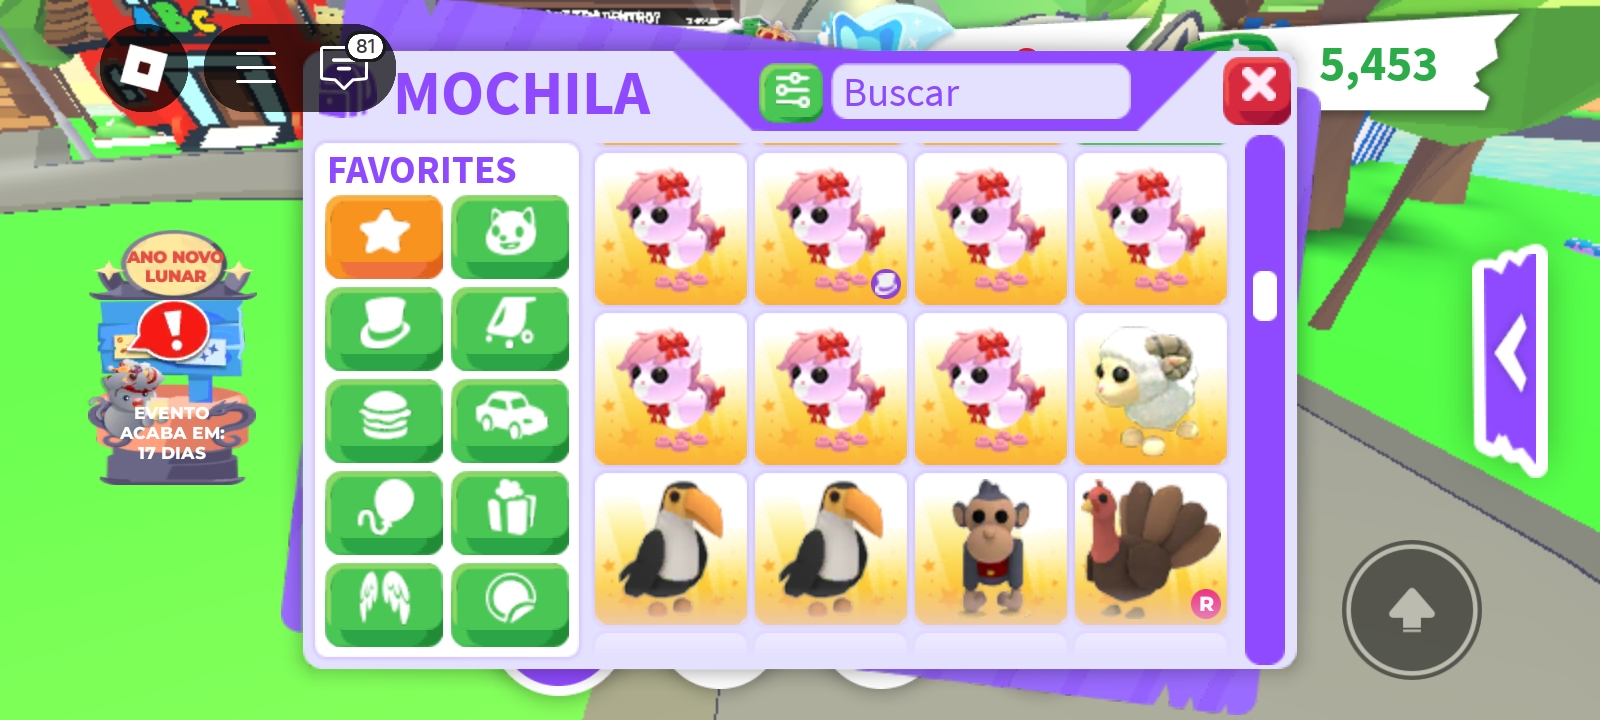 81
MOCHILA
Buscar
5,453
FAVORITES
ANO NOVO
LUNAR
!
EVENTO
ACABA EM:
17 DIAS
R